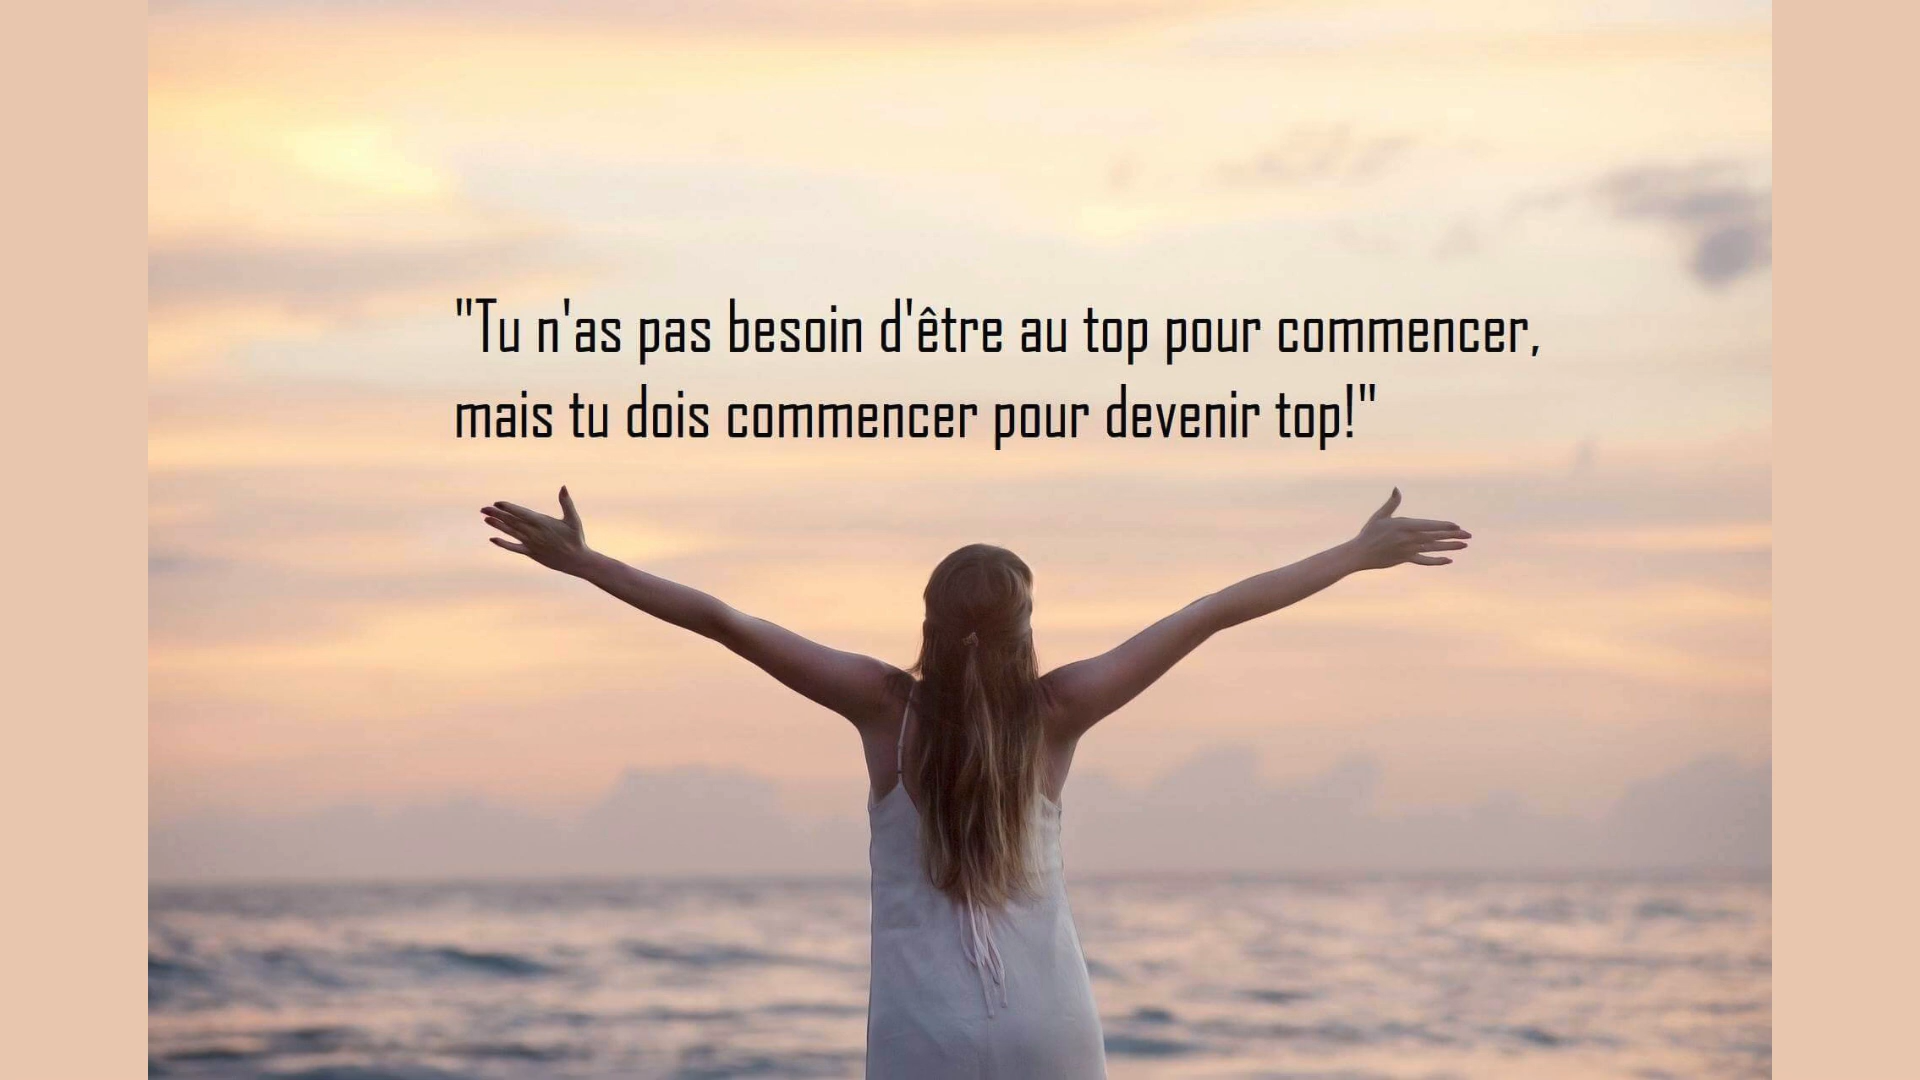 "Tu n'as pas besoin d'être au top pour commencer,
mais tu dois commencer pour devenir top!"